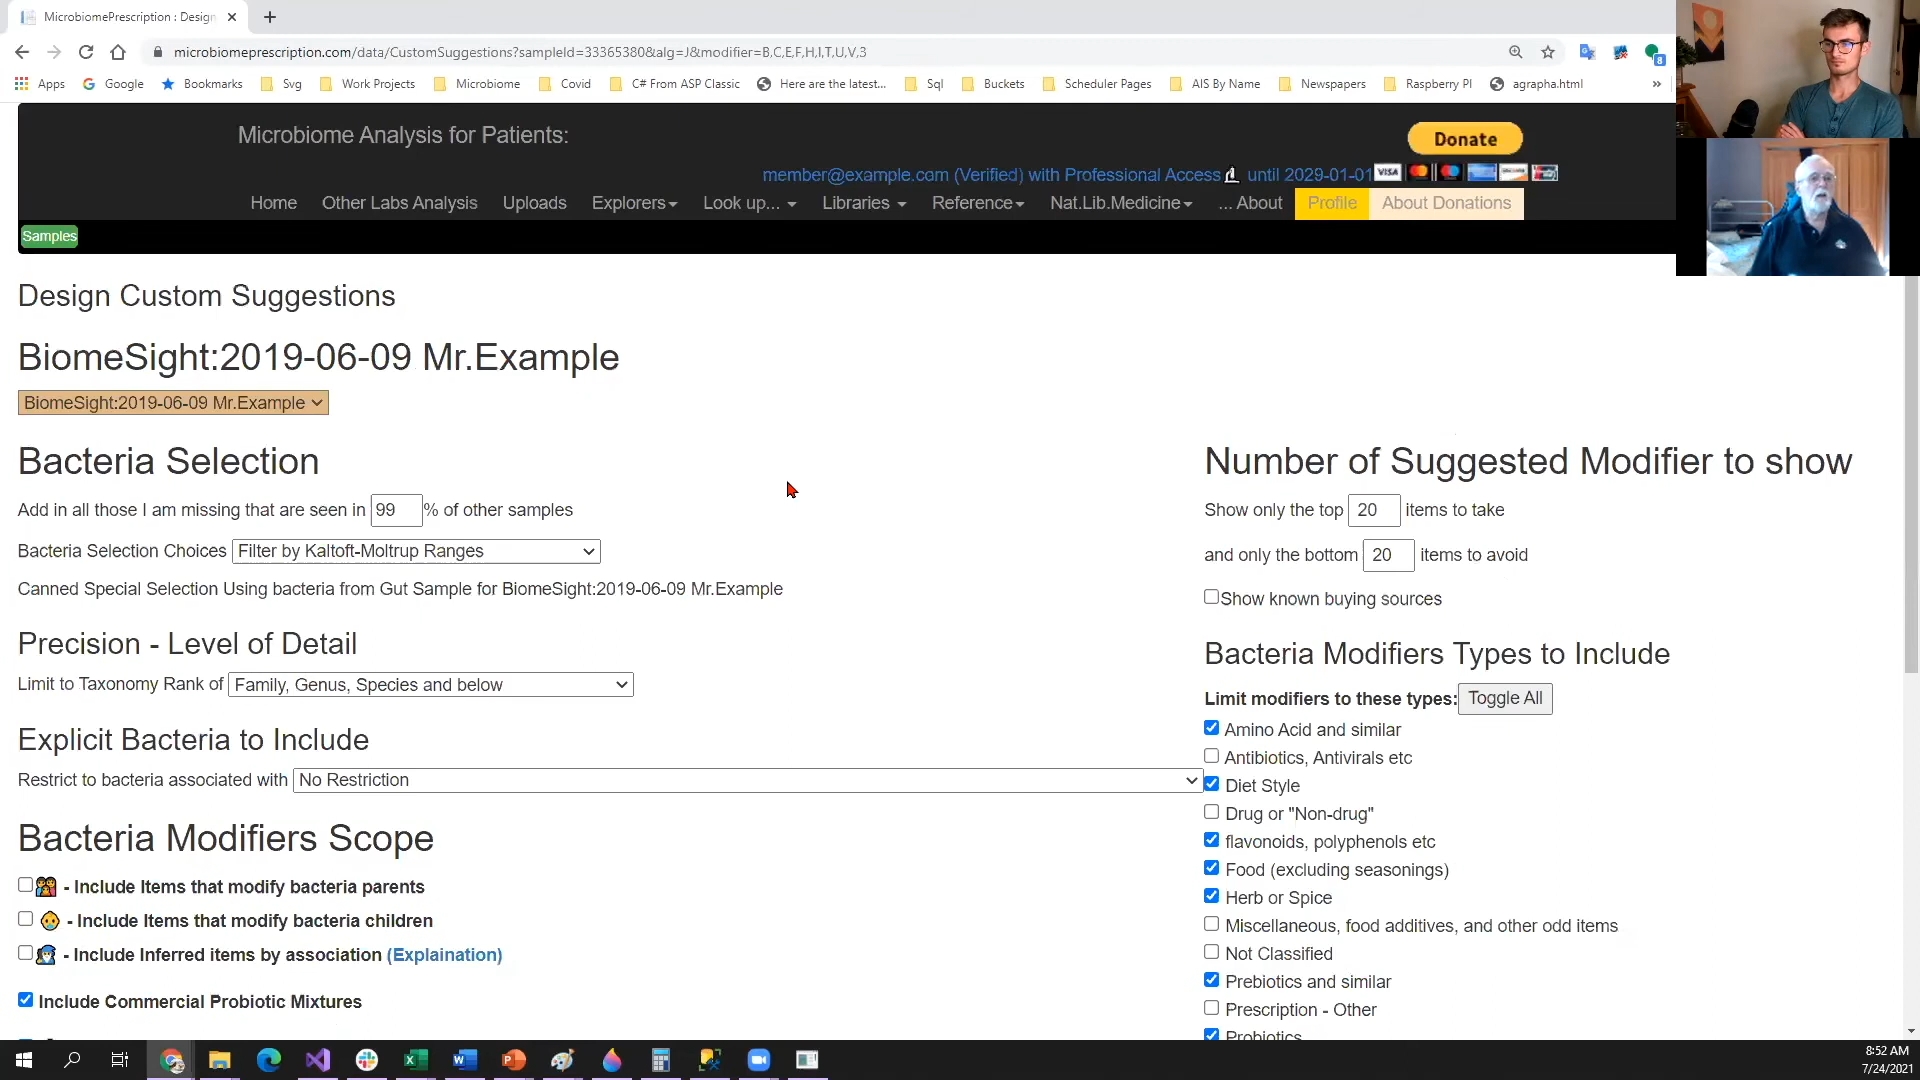 MicrobiomePrescription : Design
microbiomeprescription.com/data/CustomSuggestions?sampleId=33365380&alg=J&modifier=B,C,E,F,H,I,T,U,V,3
Apps Google Bookmarks Svg Work Projects Microbiome Covid C# From ASP Classic Here are the latest... Sql Buckets Scheduler Pages AIS By Name Newspapers Raspberry PI agrapha.html »
8
Microbiome Analysis for Patients:
Donate
member@example.com (Verified) with Professional Access until 2029-01-01
VISA
Home Other Labs Analysis Uploads Explorers Look up... Libraries Reference Nat.Lib.Medicine ... About Profile About Donations
Samples
Design Custom Suggestions
BiomeSight:2019-06-09 Mr.Example
BiomeSight:2019-06-09 Mr.Example
Bacteria Selection
Add in all those I am missing that are seen in 99 % of other samples
Bacteria Selection Choices Filter by Kaltoft-Moltrup Ranges
Canned Special Selection Using bacteria from Gut Sample for BiomeSight:2019-06-09 Mr.Example
Precision - Level of Detail
Limit to Taxonomy Rank of Family, Genus, Species and below
Explicit Bacteria to Include
Restrict to bacteria associated with No Restriction
Bacteria Modifiers Scope
- Include Items that modify bacteria parents
- Include Items that modify bacteria children
- Include Inferred items by association (Explaination)
Include Commercial Probiotic Mixtures
Number of Suggested Modifier to show
Show only the top 20 items to take
and only the bottom 20 items to avoid
Show known buying sources
Bacteria Modifiers Types to Include
Limit modifiers to these types: Toggle All
Amino Acid and similar
Antibiotics, Antivirals etc
Diet Style
Drug or "Non-drug"
flavonoids, polyphenols etc
Food (excluding seasonings)
Herb or Spice
Miscellaneous, food additives, and other odd items
Not Classified
Prebiotics and similar
Prescription - Other
Probiotics
8:52 AM
7/24/2021